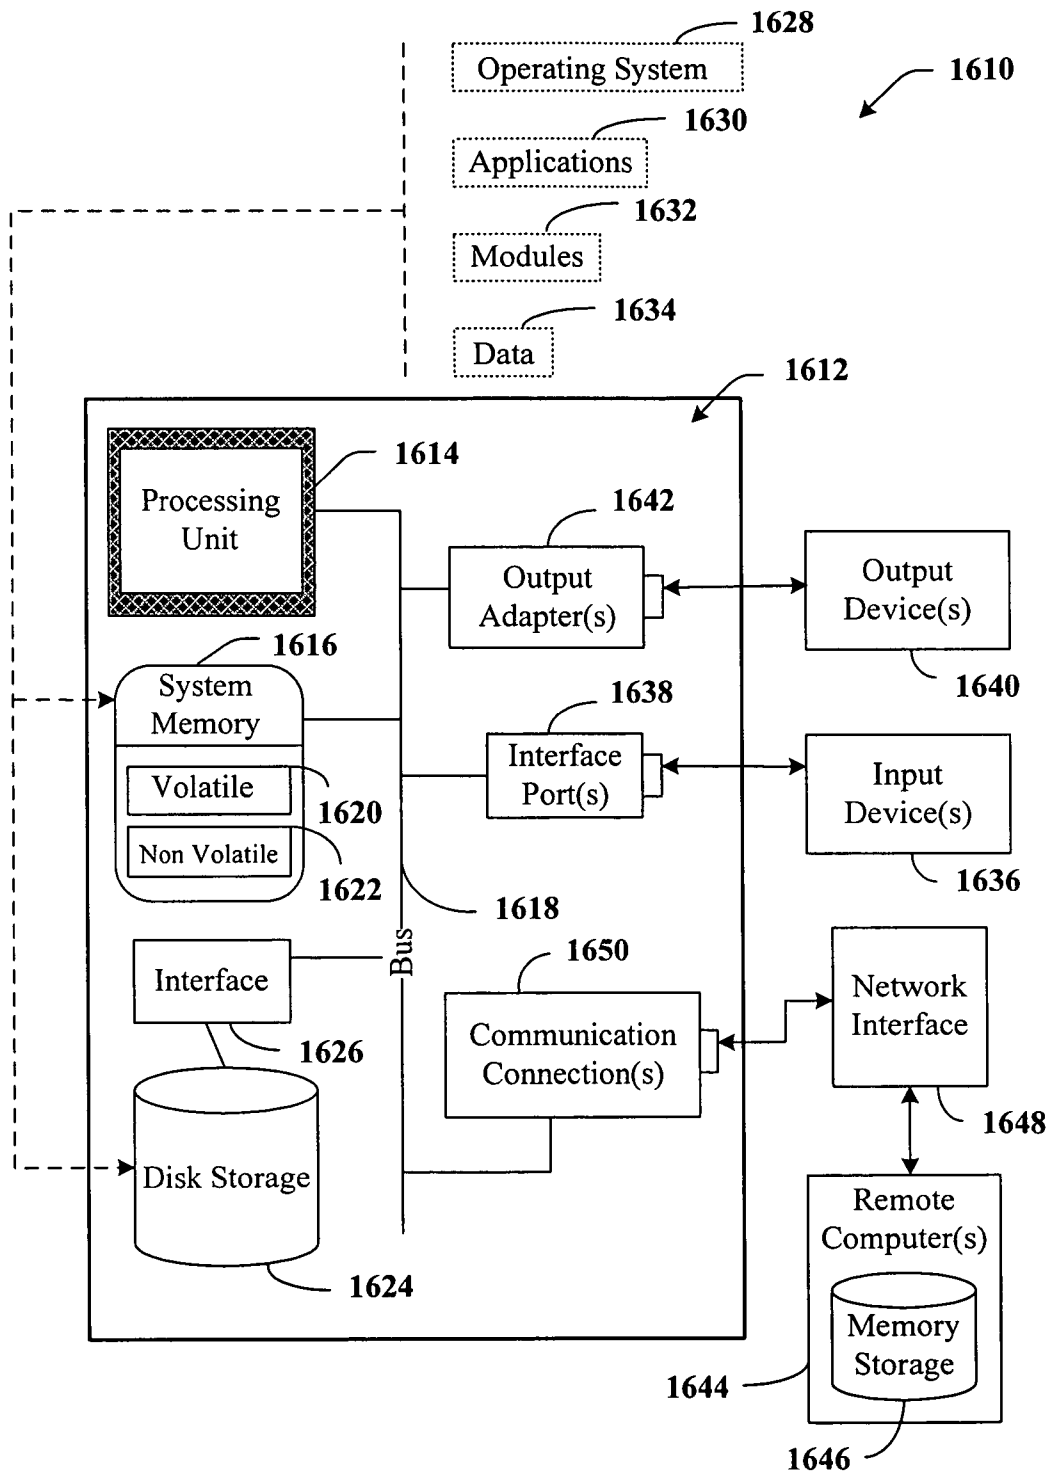 1628
Operating System
1610
1630
Applications
1632
Modules
1634
Data
1612
1614
Processing
Unit
1642
Output
Adapter(s)
Output
Device(s)
1640
1616
System
Memory
Volatile
1620
Non Volatile
1622
1638
Interface
Port(s)
Input
Device(s)
1636
1618
Bus
Interface
1626
1650
Communication
Connection(s)
Network
Interface
1648
Disk Storage
1624
Remote
Computer(s)
Memory
Storage
1644
1646